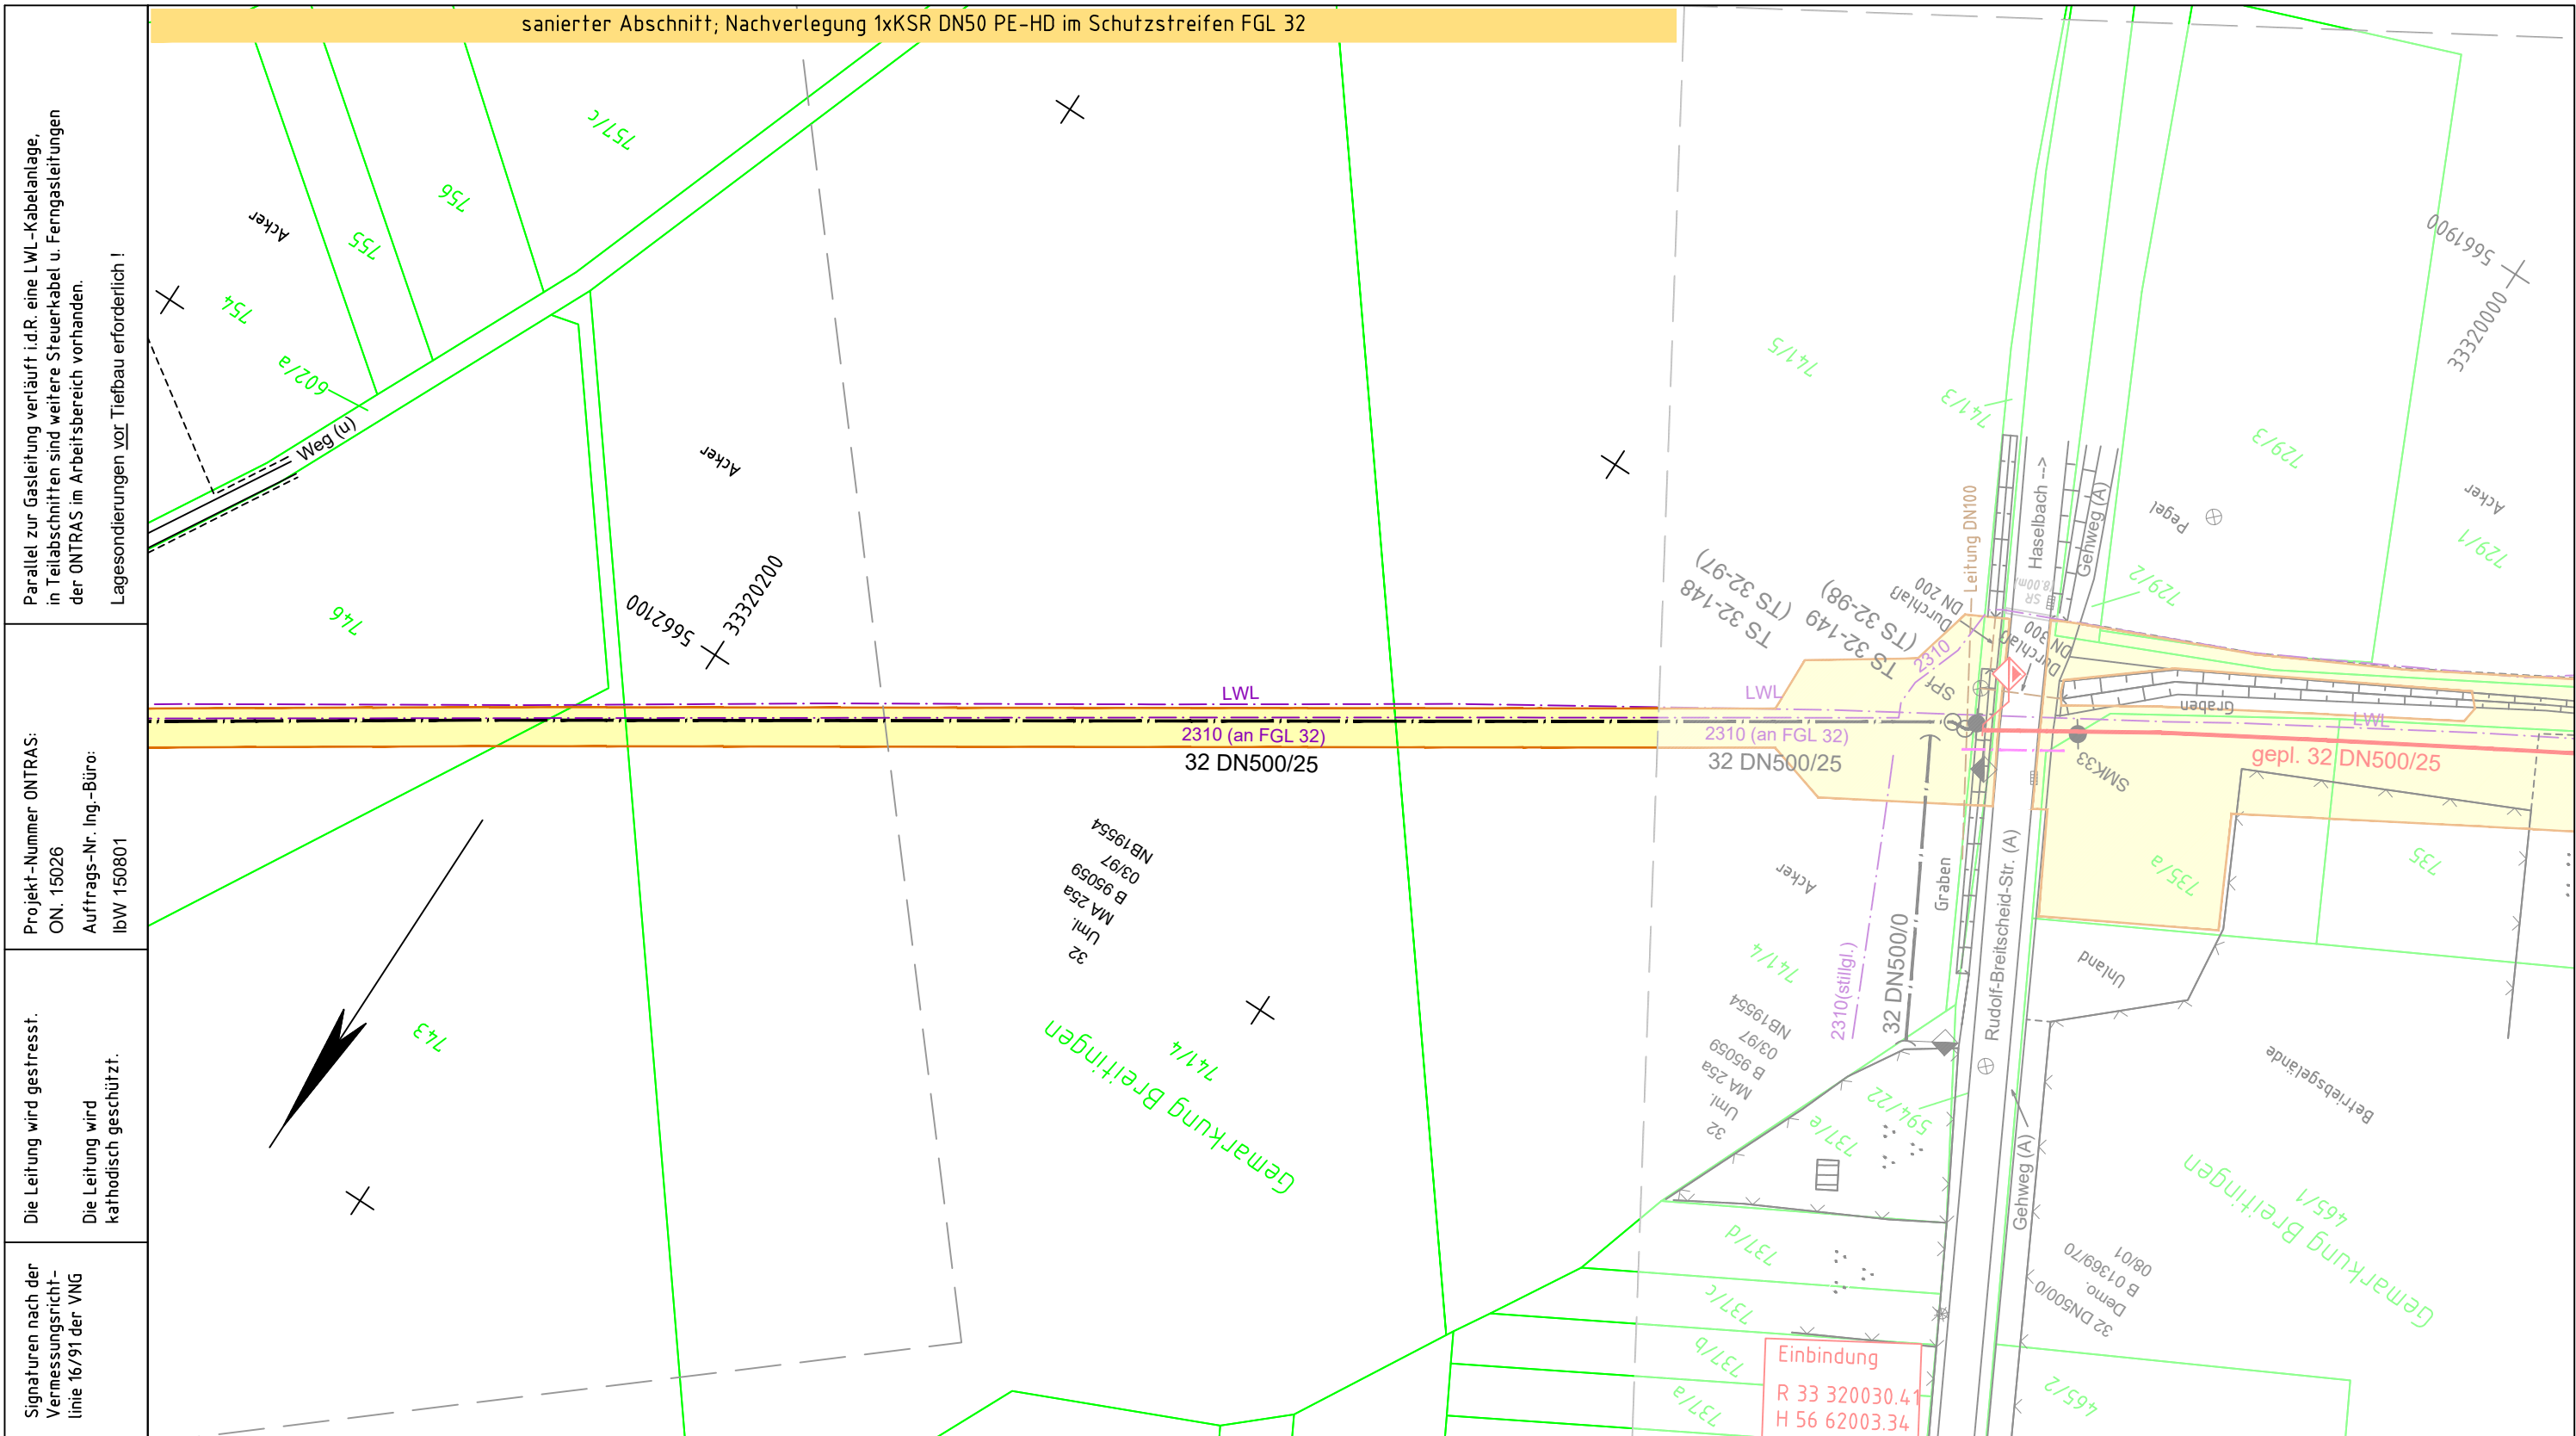 sanierter Abschnitt; Nachverlegung 1xKSR DN50 PE-HD im Schutzstreifen FGL 32
Parallel zur Gasleitung verläuft i.d.R. eine LWL-Kabelanlage,
in Teilabschnitten sind weitere Steuerkabel u. Ferngasleitungen
der ONTRAS im Arbeitsbereich vorhanden.
Lagesondierungen vor Tiefbau erforderlich !
Projekt-Nummer ONTRAS:
ON. 15026
Auftrags-Nr. Ing.-Büro:
IbW 150801
Die Leitung wird gestresst.
Die Leitung wird
kathodisch geschützt.
Signaturen nach der
Vermessungsricht-
linie 16/91 der VNG
757/c
756
755
Acker
754
602/a
Weg (u)
Acker
746
5662100
33320200
LWL
2310 (an FGL 32)
32 DN500/25
32
Uml.
MA 25a
B 95059
03/97
NB19554
743
741/4
Gemarkung Breitingen
741/5
741/3
729/3
5661900
33320000
Acker
729/1
Pegel
729/2
Leitung DN100
Haselbach -->
Gehweg (A)
SR
TS 32-148
(TS 32-97)
TS 32-149
(TS 32-98)
Durchlaß
DN 200
Durchlaß
DN 300
2310
SPf
LWL
2310 (an FGL 32)
32 DN500/25
Graben
LWL
gepl. 32 DN500/25
SMK33
735/a
735
Acker
741/4
2310(stillgl.)
32 DN500/0
Graben
Rudolf-Breitscheid-Str. (A)
Unland
32
Uml.
MA 25a
B 95059
03/97
NB19554
594/22
737/e
Betriebsgelände
Gehweg (A)
465/1
Gemarkung Breitingen
737/d
737/c
737/b
737/a
32 DN500/0
Demo.
B 01369/70
08/01
465/2
Einbindung
R 33 320030.41
H 56 62003.34